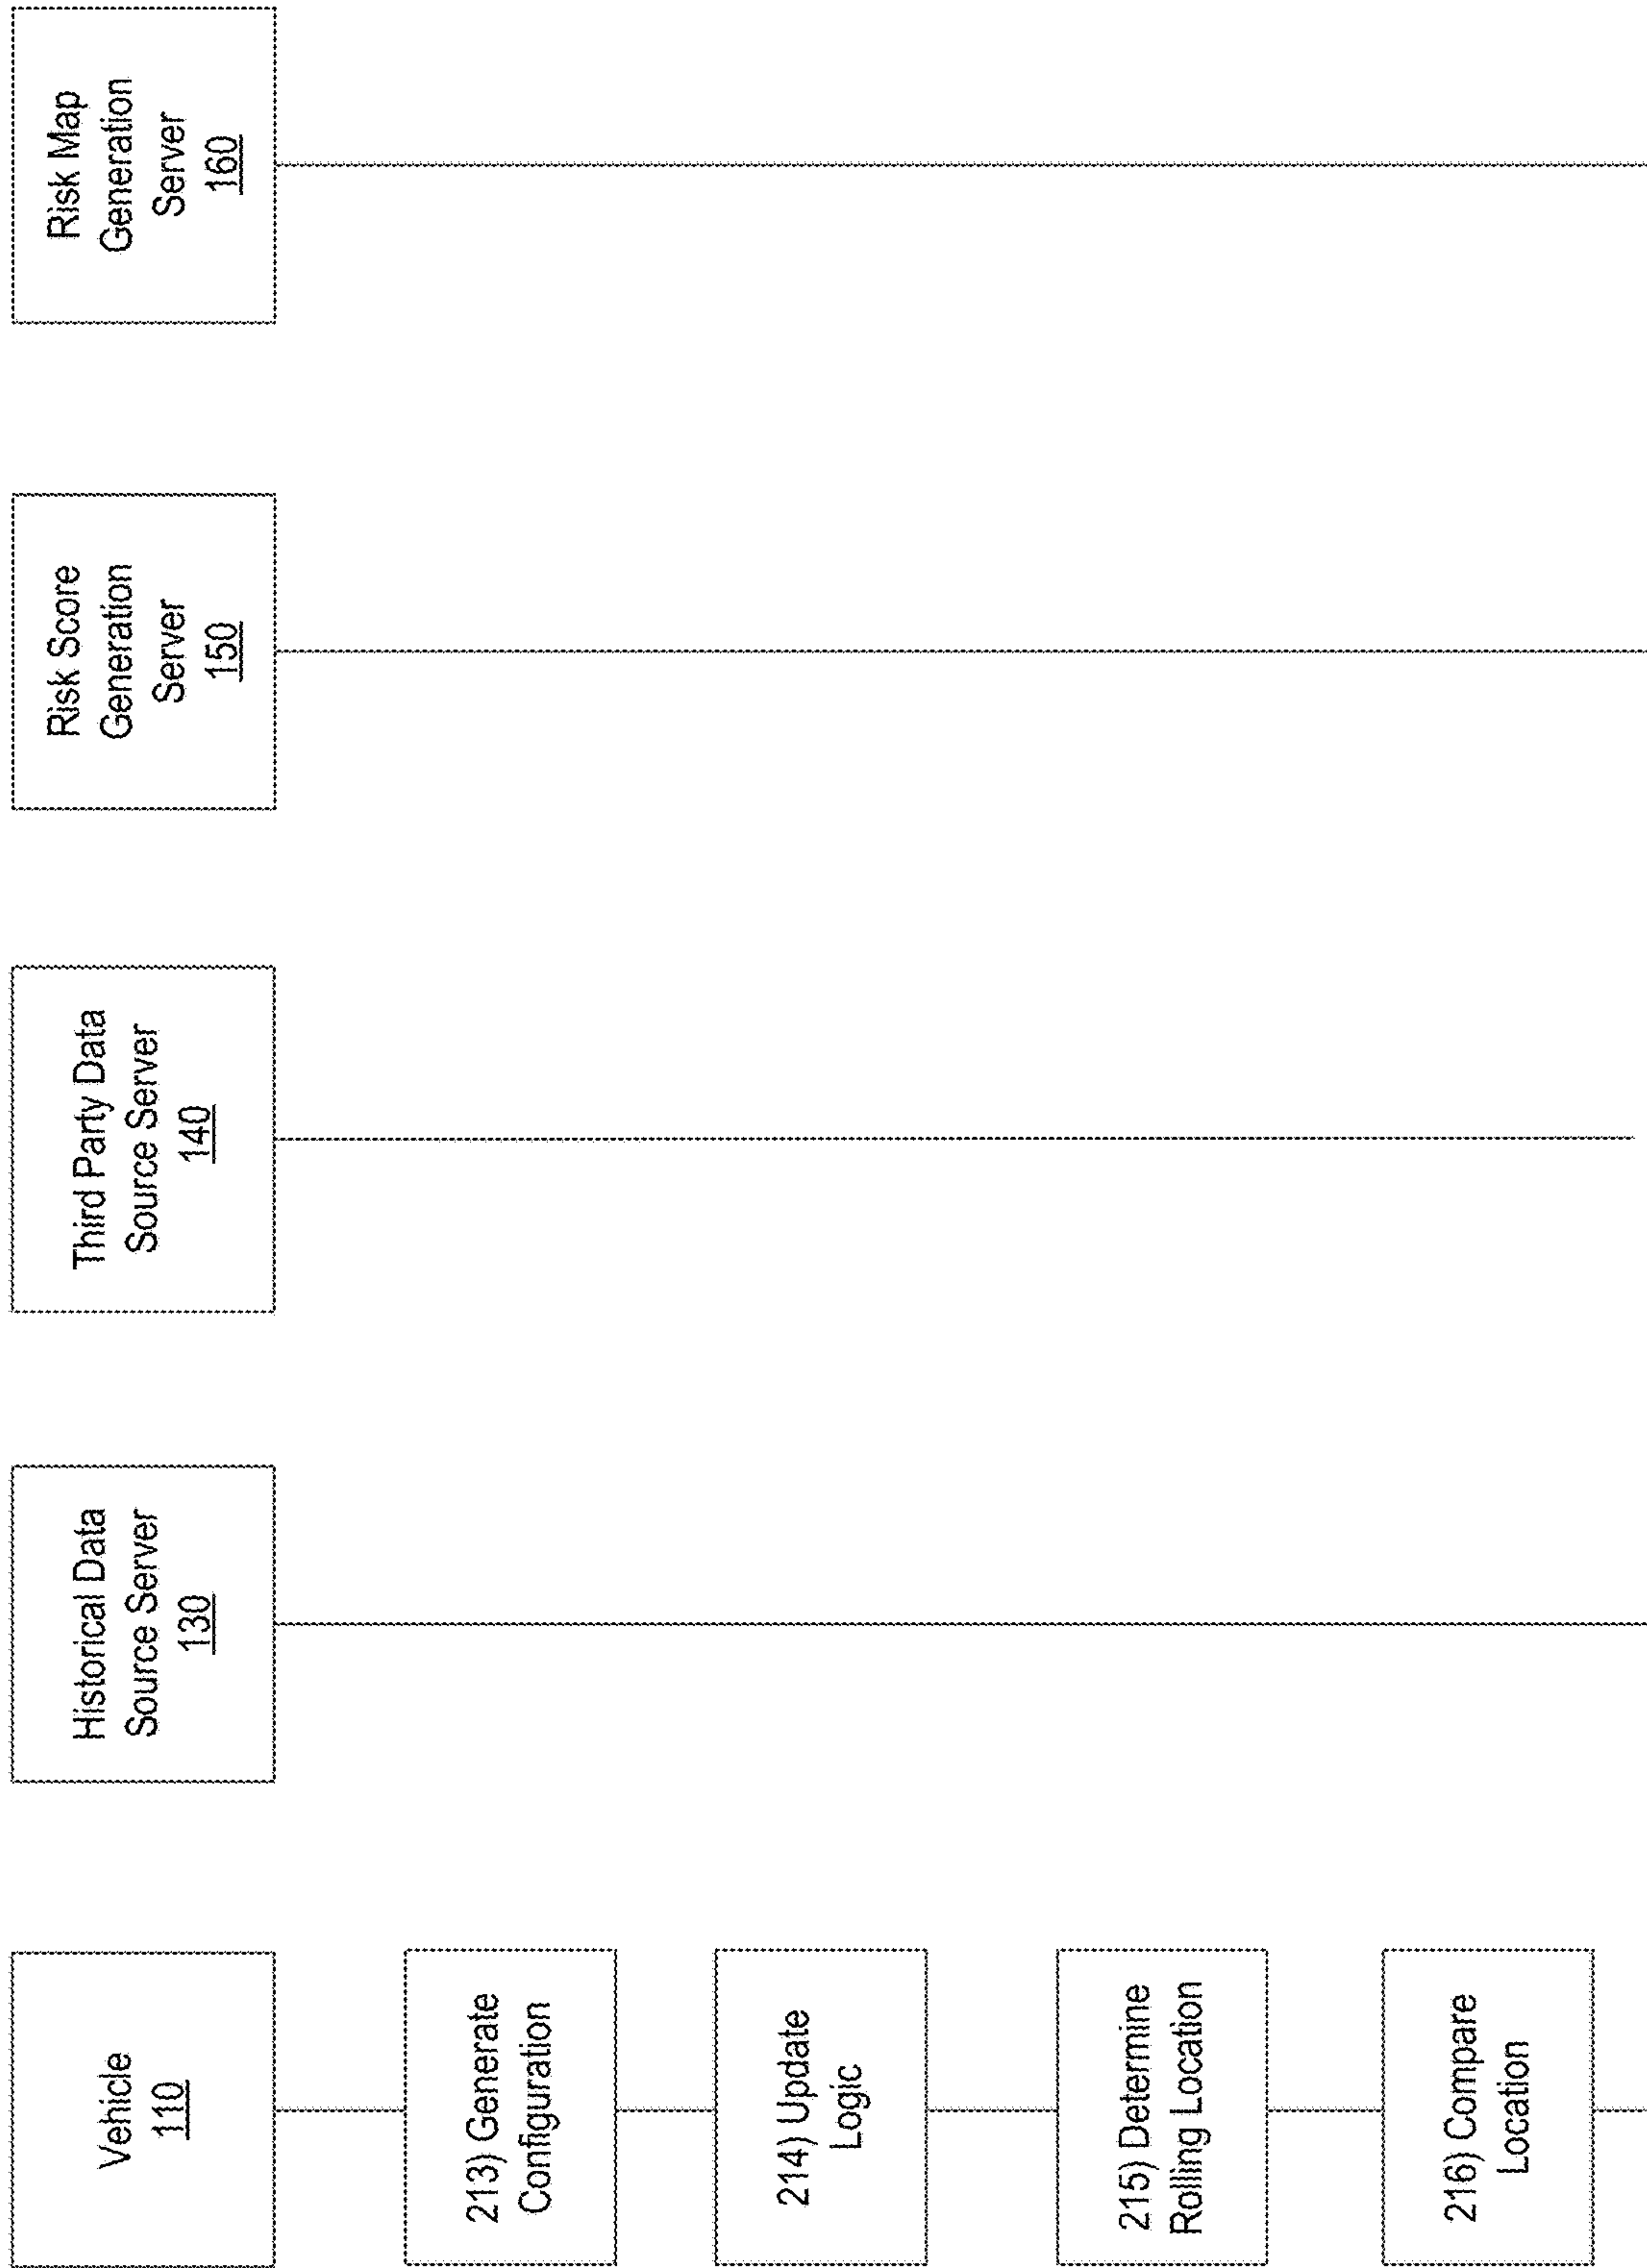 Vehicle
110
Historical Data
Source Server
130
Third Party Data
Source Server
140
Risk Score
Generation
Server
150
Risk Map
Generation
Server
160
213) Generate
Configuration
214) Update
Logic
215) Determine
Rolling Location
216) Compare
Location